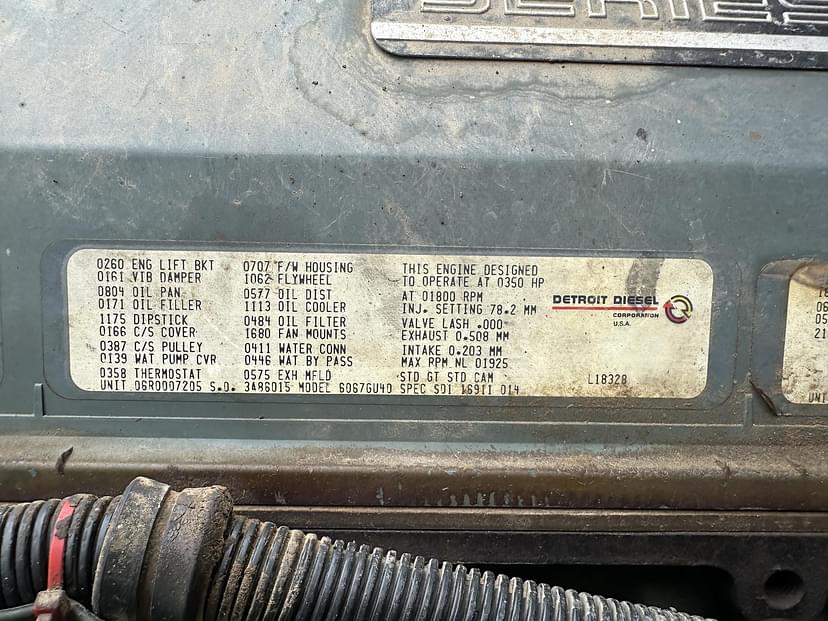 SERIES
0260 ENG LIFT BKT
0161 VIB DAMPER
0804 OIL PAN
0171 OIL FILLER
1175 DIPSTICK
0166 C/S COVER
0387 C/S PULLEY
0139 WAT PUMP CVR
0358 THERMOSTAT
0707 F/W HOUSING
1062 FLYWHEEL
0577 OIL DIST
1113 OIL COOLER
0484 OIL FILTER
1680 FAN MOUNTS
0411 WATER CONN
0446 WAT BY PASS
0575 EXH MFLD
THIS ENGINE DESIGNED
TO OPERATE AT 0350 HP
AT 01800 RPM
INJ. SETTING 78.2 MM
VALVE LASH .000"
EXHAUST 0.508 MM
INTAKE 0.203 MM
MAX RPM NL 01925
STD GT STD CAM
L18328
UNIT 06R0007205 S.O. 3A86015 MODEL 6067GU40 SPEC SO1 16911 014
DETROIT DIESEL
CORPORATION
U.S.A.
06
05
21
UNI